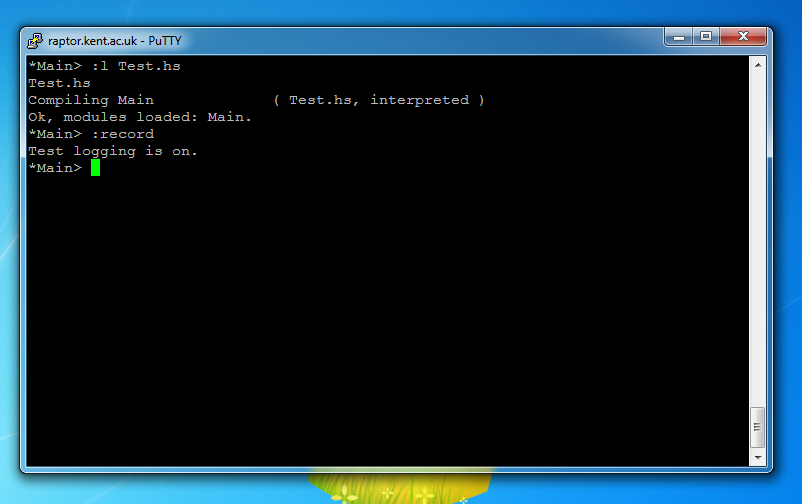 raptor.kent.ac.uk - PuTTY
*Main> :l Test.hs
Test.hs
Compiling Main             ( Test.hs, interpreted )
Ok, modules loaded: Main.
*Main> :record
Test logging is on.
*Main>